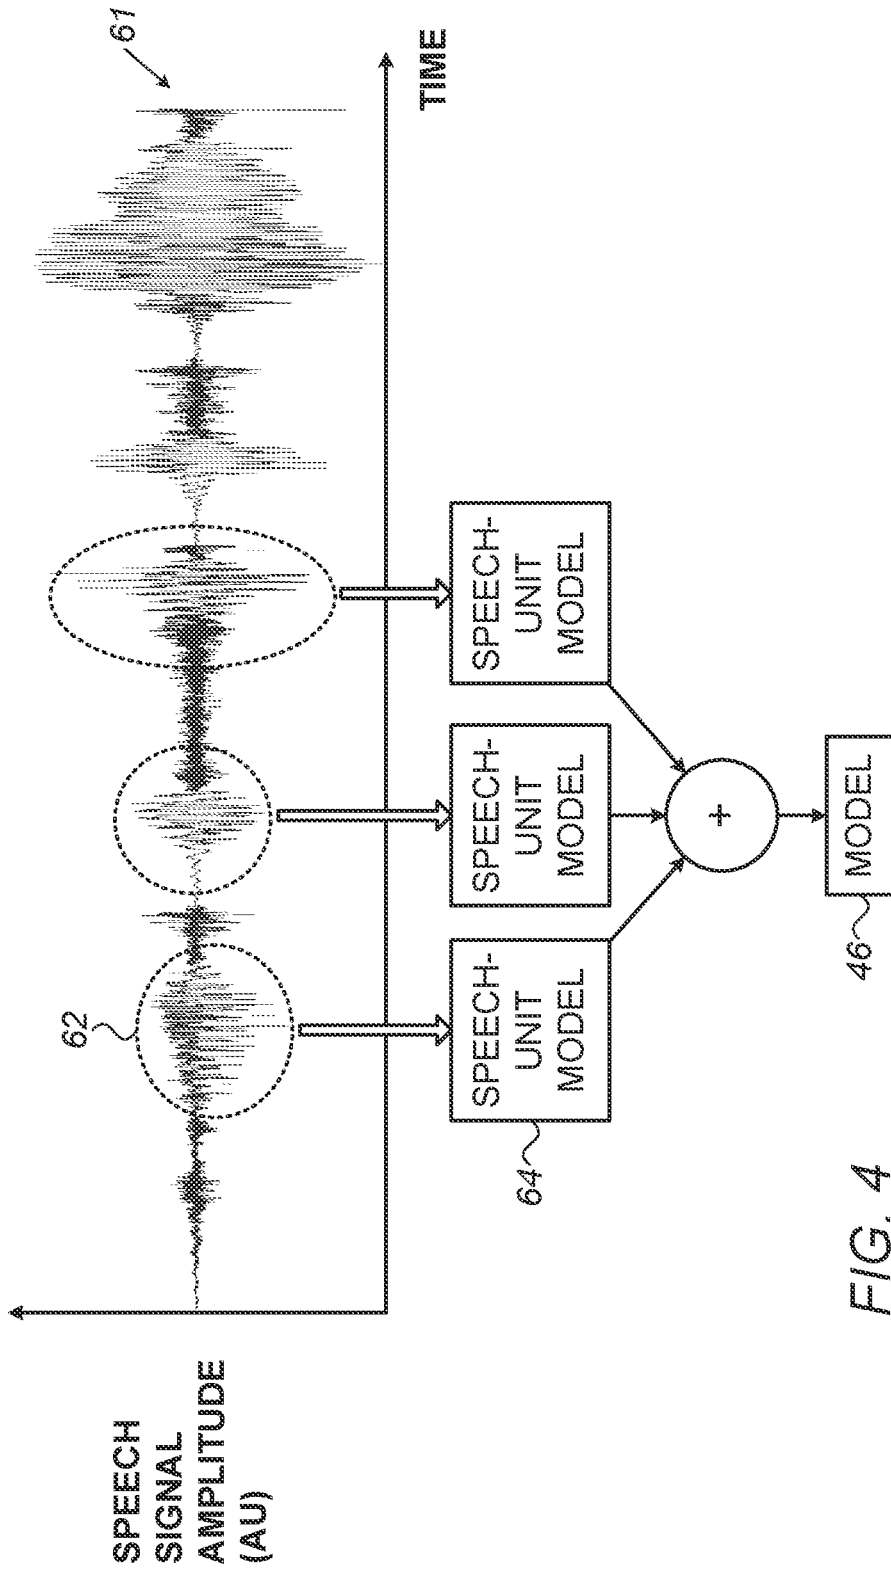 61
SPEECH
SIGNAL
AMPLITUDE
(AU)
TIME
62
64
SPEECH-
UNIT
MODEL
SPEECH-
UNIT
MODEL
SPEECH-
UNIT
MODEL
+
46
MODEL
FIG. 4